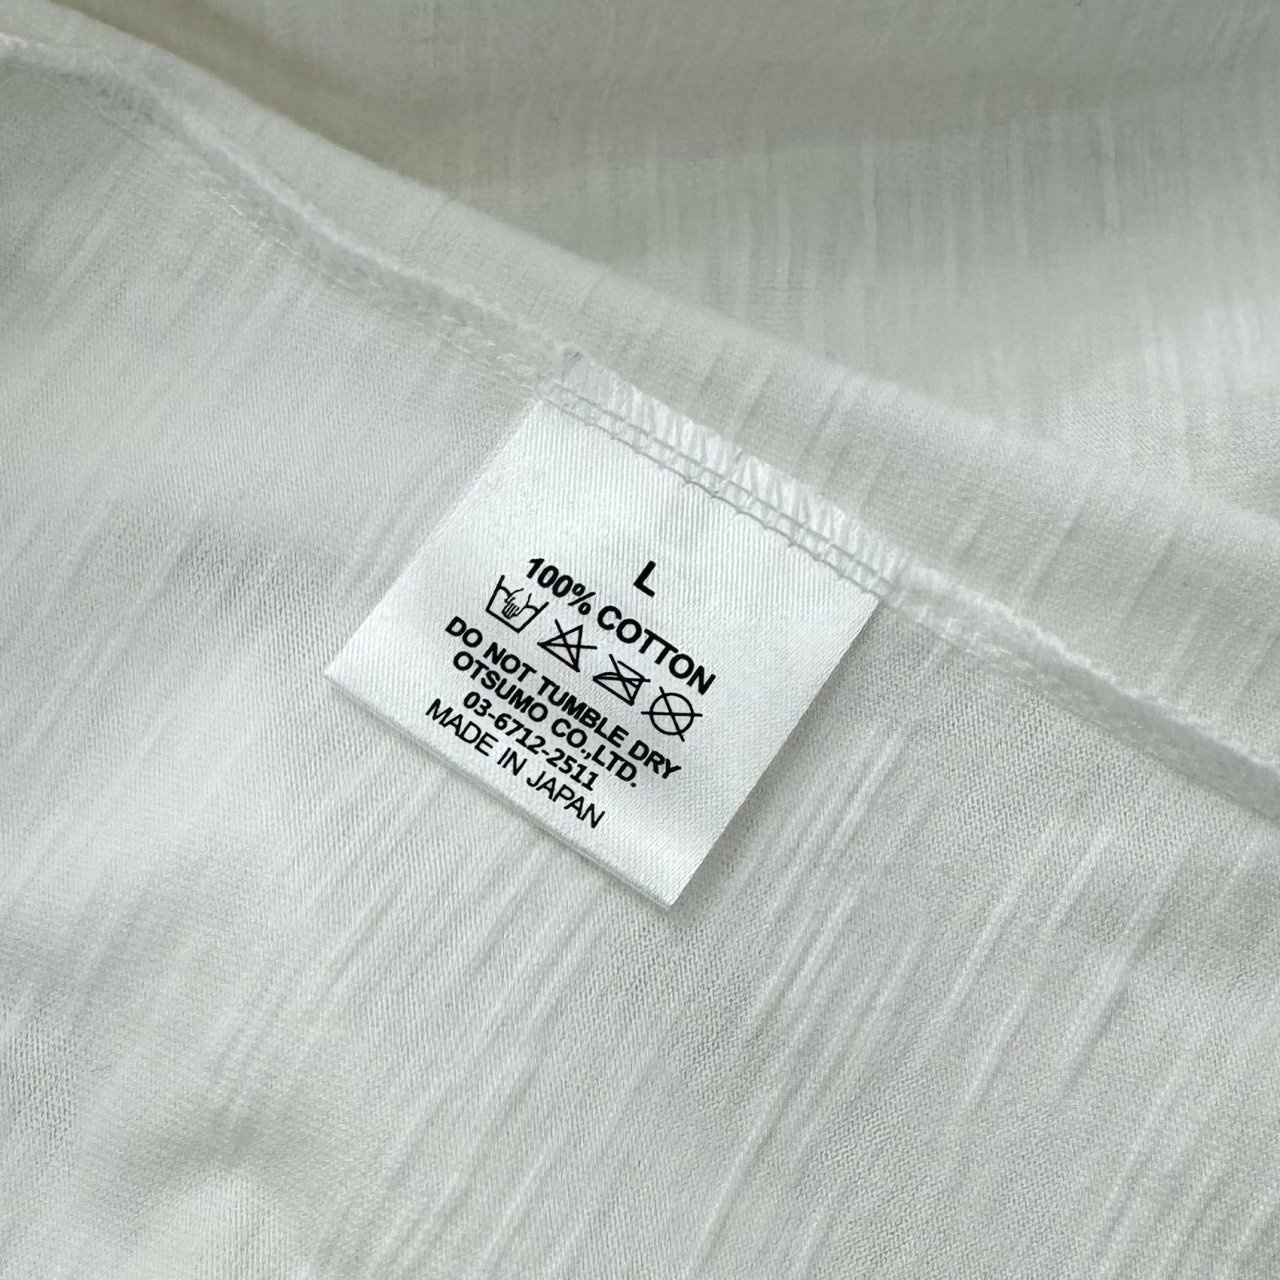 L
100% COTTON
DO NOT TUMBLE DRY
OTSUMO CO.,LTD.
03-6712-2511
MADE IN JAPAN